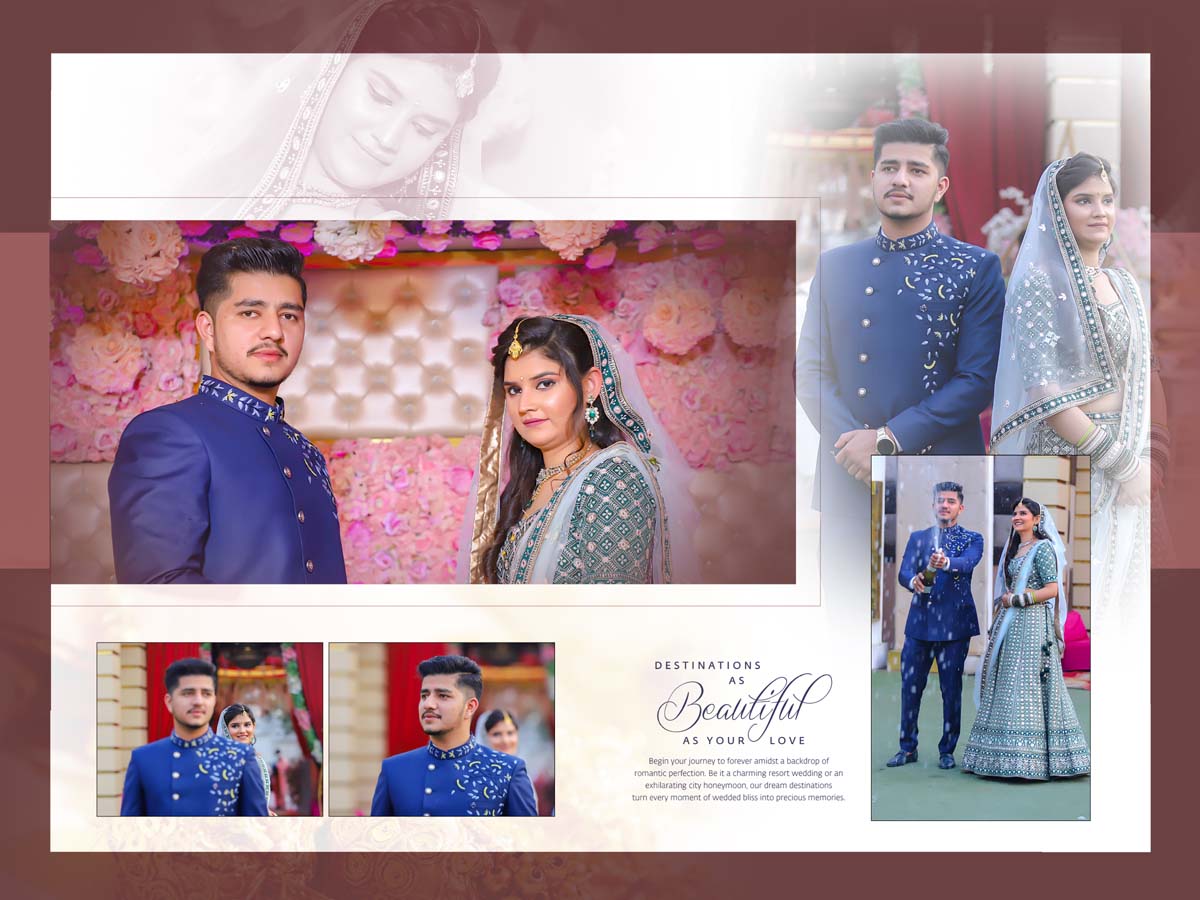 DESTINATIONS
AS
Beautiful
AS YOUR LOVE
Begin your journey to forever amidst a backdrop of
romantic perfection. Be it a charming resort wedding or an
exhilarating city honeymoon, our dream destinations
turn every moment of wedded bliss into precious memories.